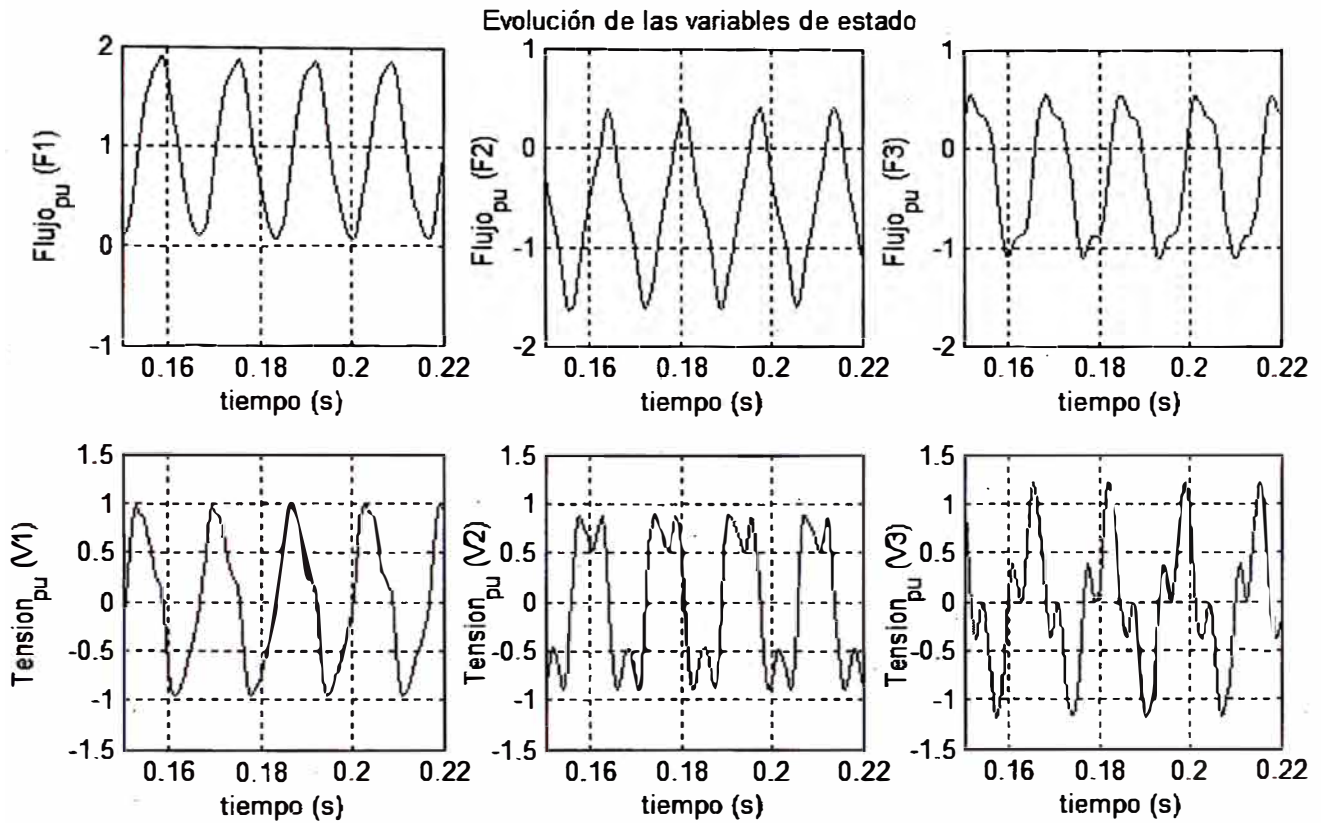 Evolución de las variables de estado
2
1
0
-1
Flujo_pu (F1)
0.16 0.18 0.2 0.22
tiempo (s)
1
0
-1
-2
Flujo_pu (F2)
0.16 0.18 0.2 0.22
tiempo (s)
1
0
-1
-2
Flujo_pu (F3)
0.16 0.18 0.2 0.22
tiempo (s)
1.5
1
0.5
0
-0.5
-1
-1.5
Tension_pu (V1)
0.16 0.18 0.2 0.22
tiempo (s)
1.5
1
0.5
0
-0.5
-1
-1.5
Tension_pu (V2)
0.16 0.18 0.2 0.22
tiempo (s)
1.5
1
0.5
0
-0.5
-1
-1.5
Tension_pu (V3)
0.16 0.18 0.2 0.22
tiempo (s)